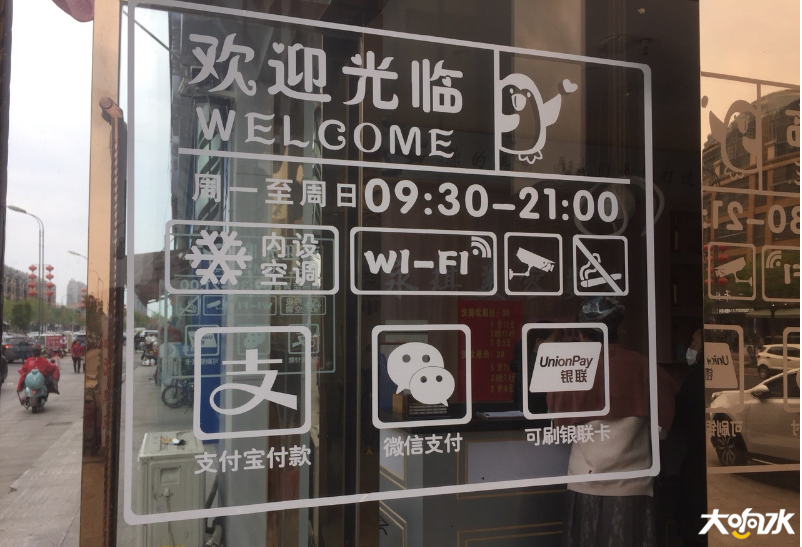 欢迎光临
WELCOME
周一至周日09:30-21:00
内设
空调
WI-FI
支
UnionPay
银联
支付宝付款
微信支付
可刷银联卡
大响水